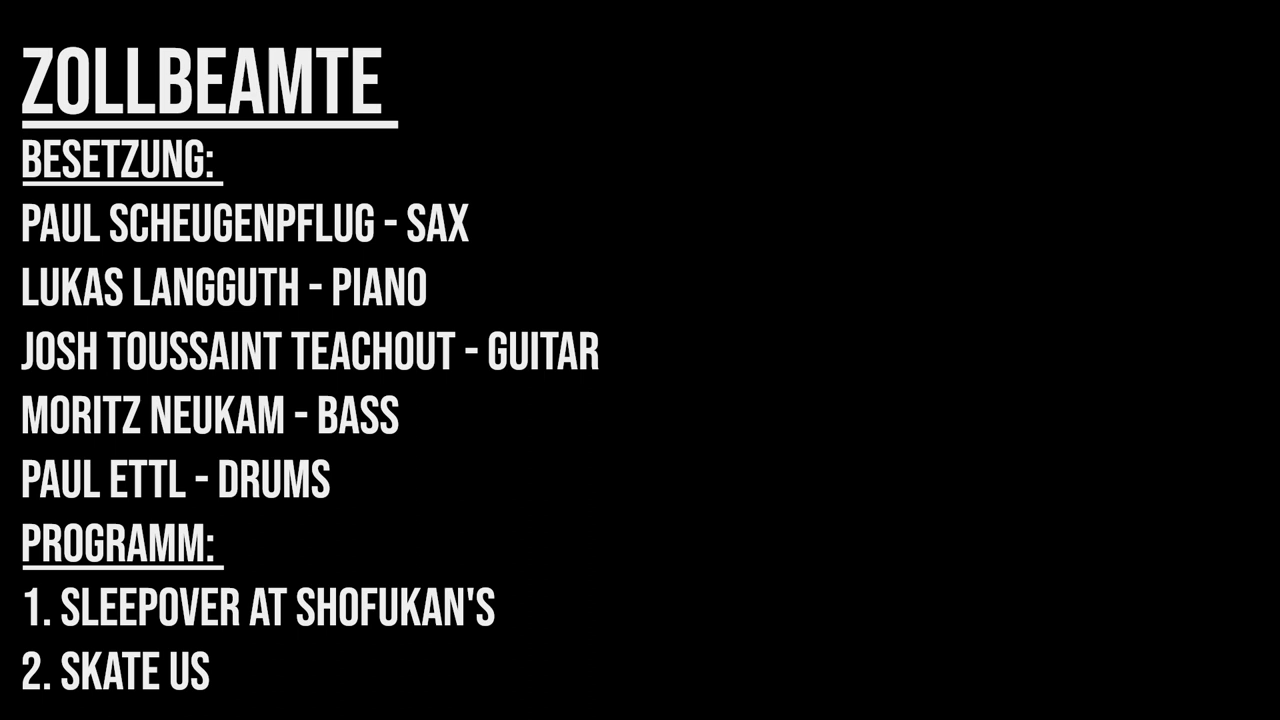 ZOLLBEAMTE
BESETZUNG:
PAUL SCHEUGENPFLUG - SAX
LUKAS LANGGUTH - PIANO
JOSH TOUSSAINT TEACHOUT - GUITAR
MORITZ NEUKAM - BASS
PAUL ETTL - DRUMS
PROGRAMM:
1. SLEEPOVER AT SHOFUKAN'S
2. SKATE US